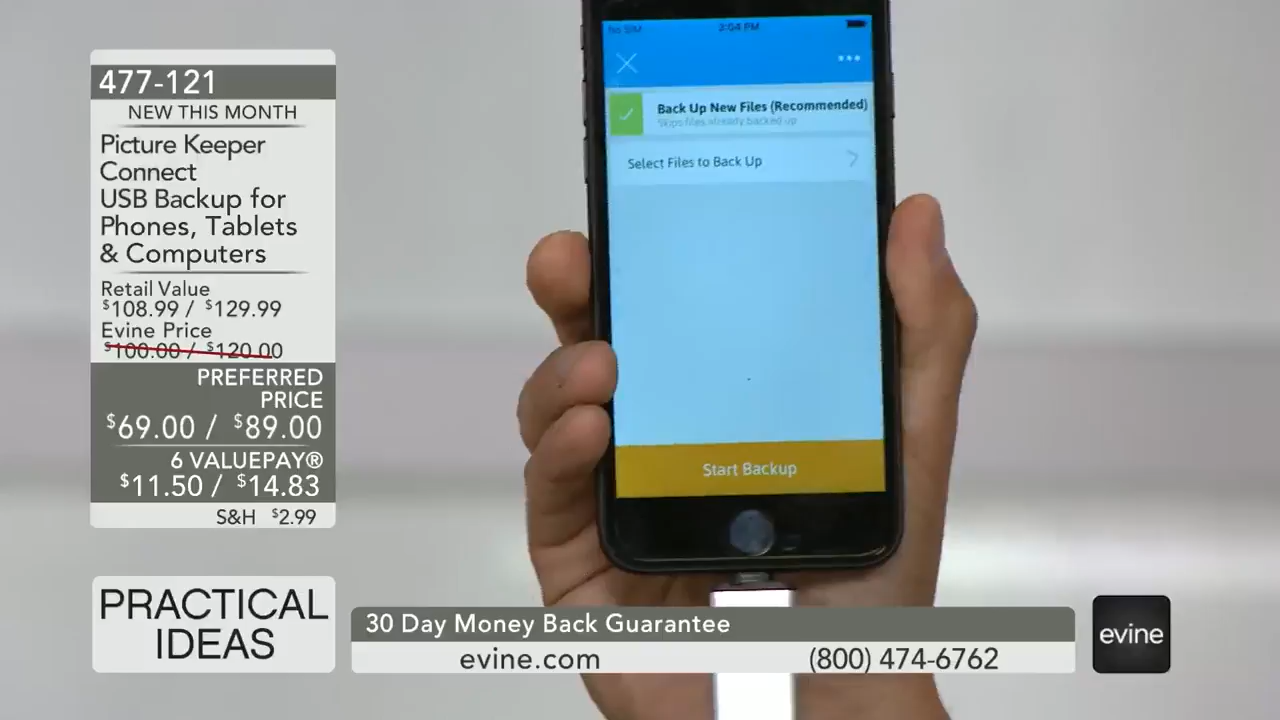 477-121
NEW THIS MONTH
Picture Keeper
Connect
USB Backup for
Phones, Tablets
& Computers
Retail Value
$108.99 / $129.99
Evine Price
$100.00 / $120.00
PREFERRED
PRICE
$69.00 / $89.00
6 VALUEPAY®
$11.50 / $14.83
S&H $2.99
PRACTICAL
IDEAS
No SIM 3:04 PM
Back Up New Files (Recommended)
Skips files already backed up
Select Files to Back Up
Start Backup
30 Day Money Back Guarantee
evine.com (800) 474-6762
evine